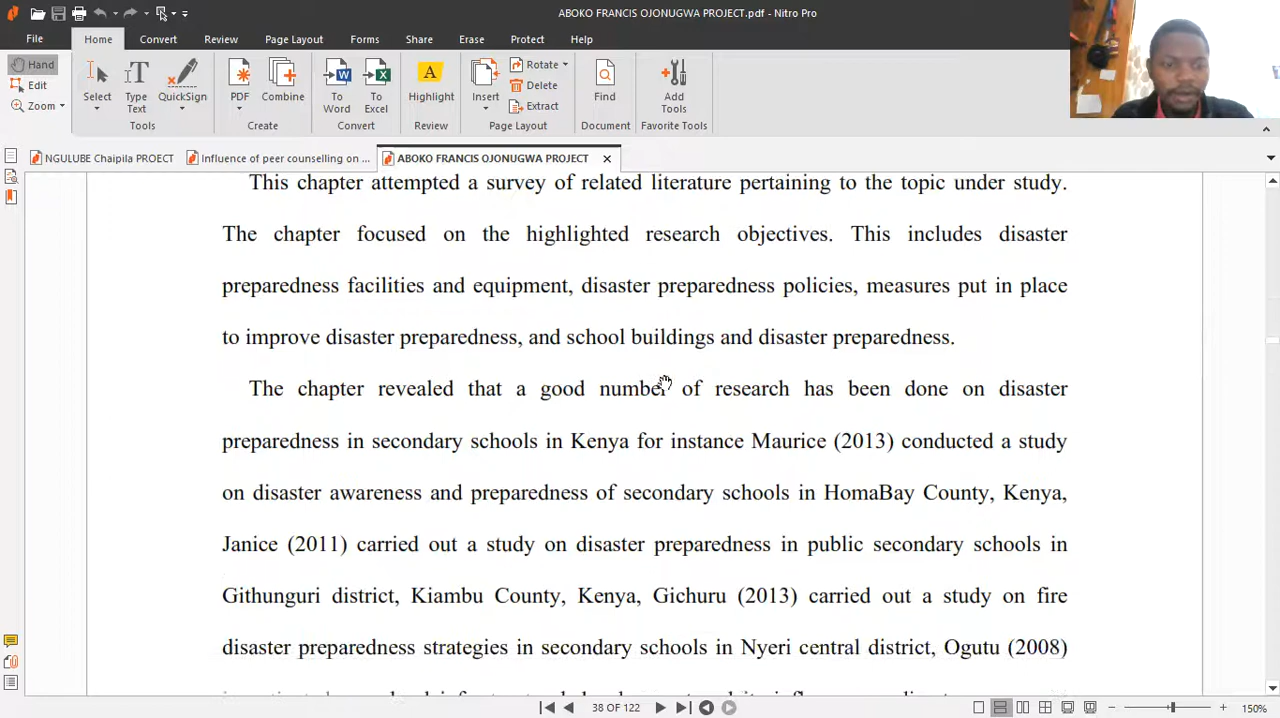 ABOKO FRANCIS OJONUGWA PROJECT.pdf - Nitro Pro
File Home Convert Review Page Layout Forms Share Erase Protect Help
Hand
Edit
Zoom
Select
Type Text
QuickSign
Tools
PDF
Combine
Create
To Word
To Excel
Convert
Highlight
Review
Insert
Rotate
Delete
Extract
Page Layout
Find
Document
Add Tools
Favorite Tools
NGULUBE Chaipila PROECT
Influence of peer counselling on ...
ABOKO FRANCIS OJONUGWA PROJECT
This chapter attempted a survey of related literature pertaining to the topic under study.
The chapter focused on the highlighted research objectives. This includes disaster
preparedness facilities and equipment, disaster preparedness policies, measures put in place
to improve disaster preparedness, and school buildings and disaster preparedness.
The chapter revealed that a good number of research has been done on disaster
preparedness in secondary schools in Kenya for instance Maurice (2013) conducted a study
on disaster awareness and preparedness of secondary schools in HomaBay County, Kenya,
Janice (2011) carried out a study on disaster preparedness in public secondary schools in
Githunguri district, Kiambu County, Kenya, Gichuru (2013) carried out a study on fire
disaster preparedness strategies in secondary schools in Nyeri central district, Ogutu (2008)
38 OF 122
150%